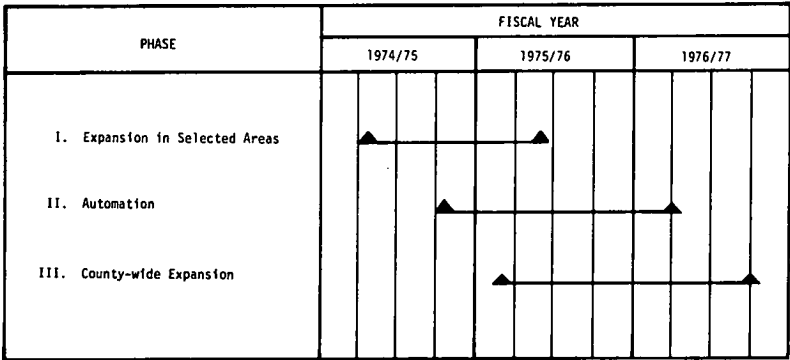 PHASE
FISCAL YEAR
1974/75
1975/76
1976/77
I. Expansion in Selected Areas
II. Automation
III. County-wide Expansion